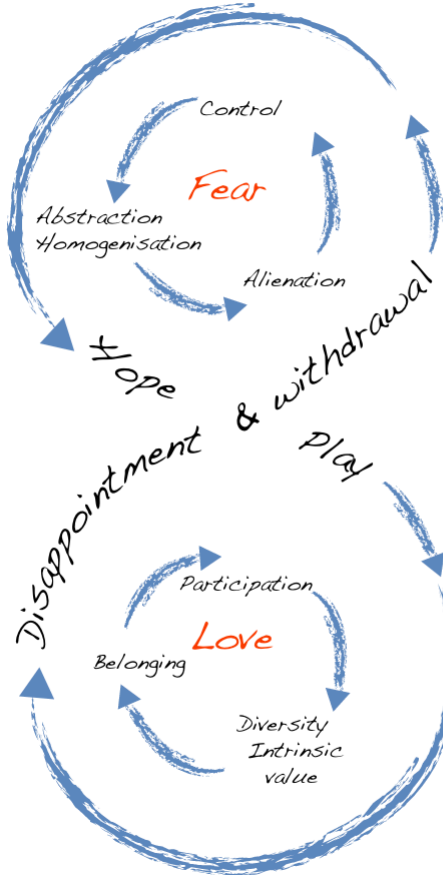 Control
Fear
Abstraction
Homogenisation
Alienation
Hope & Play
Disappointment & withdrawal
Participation
Love
Belonging
Diversity
Intrinsic
value